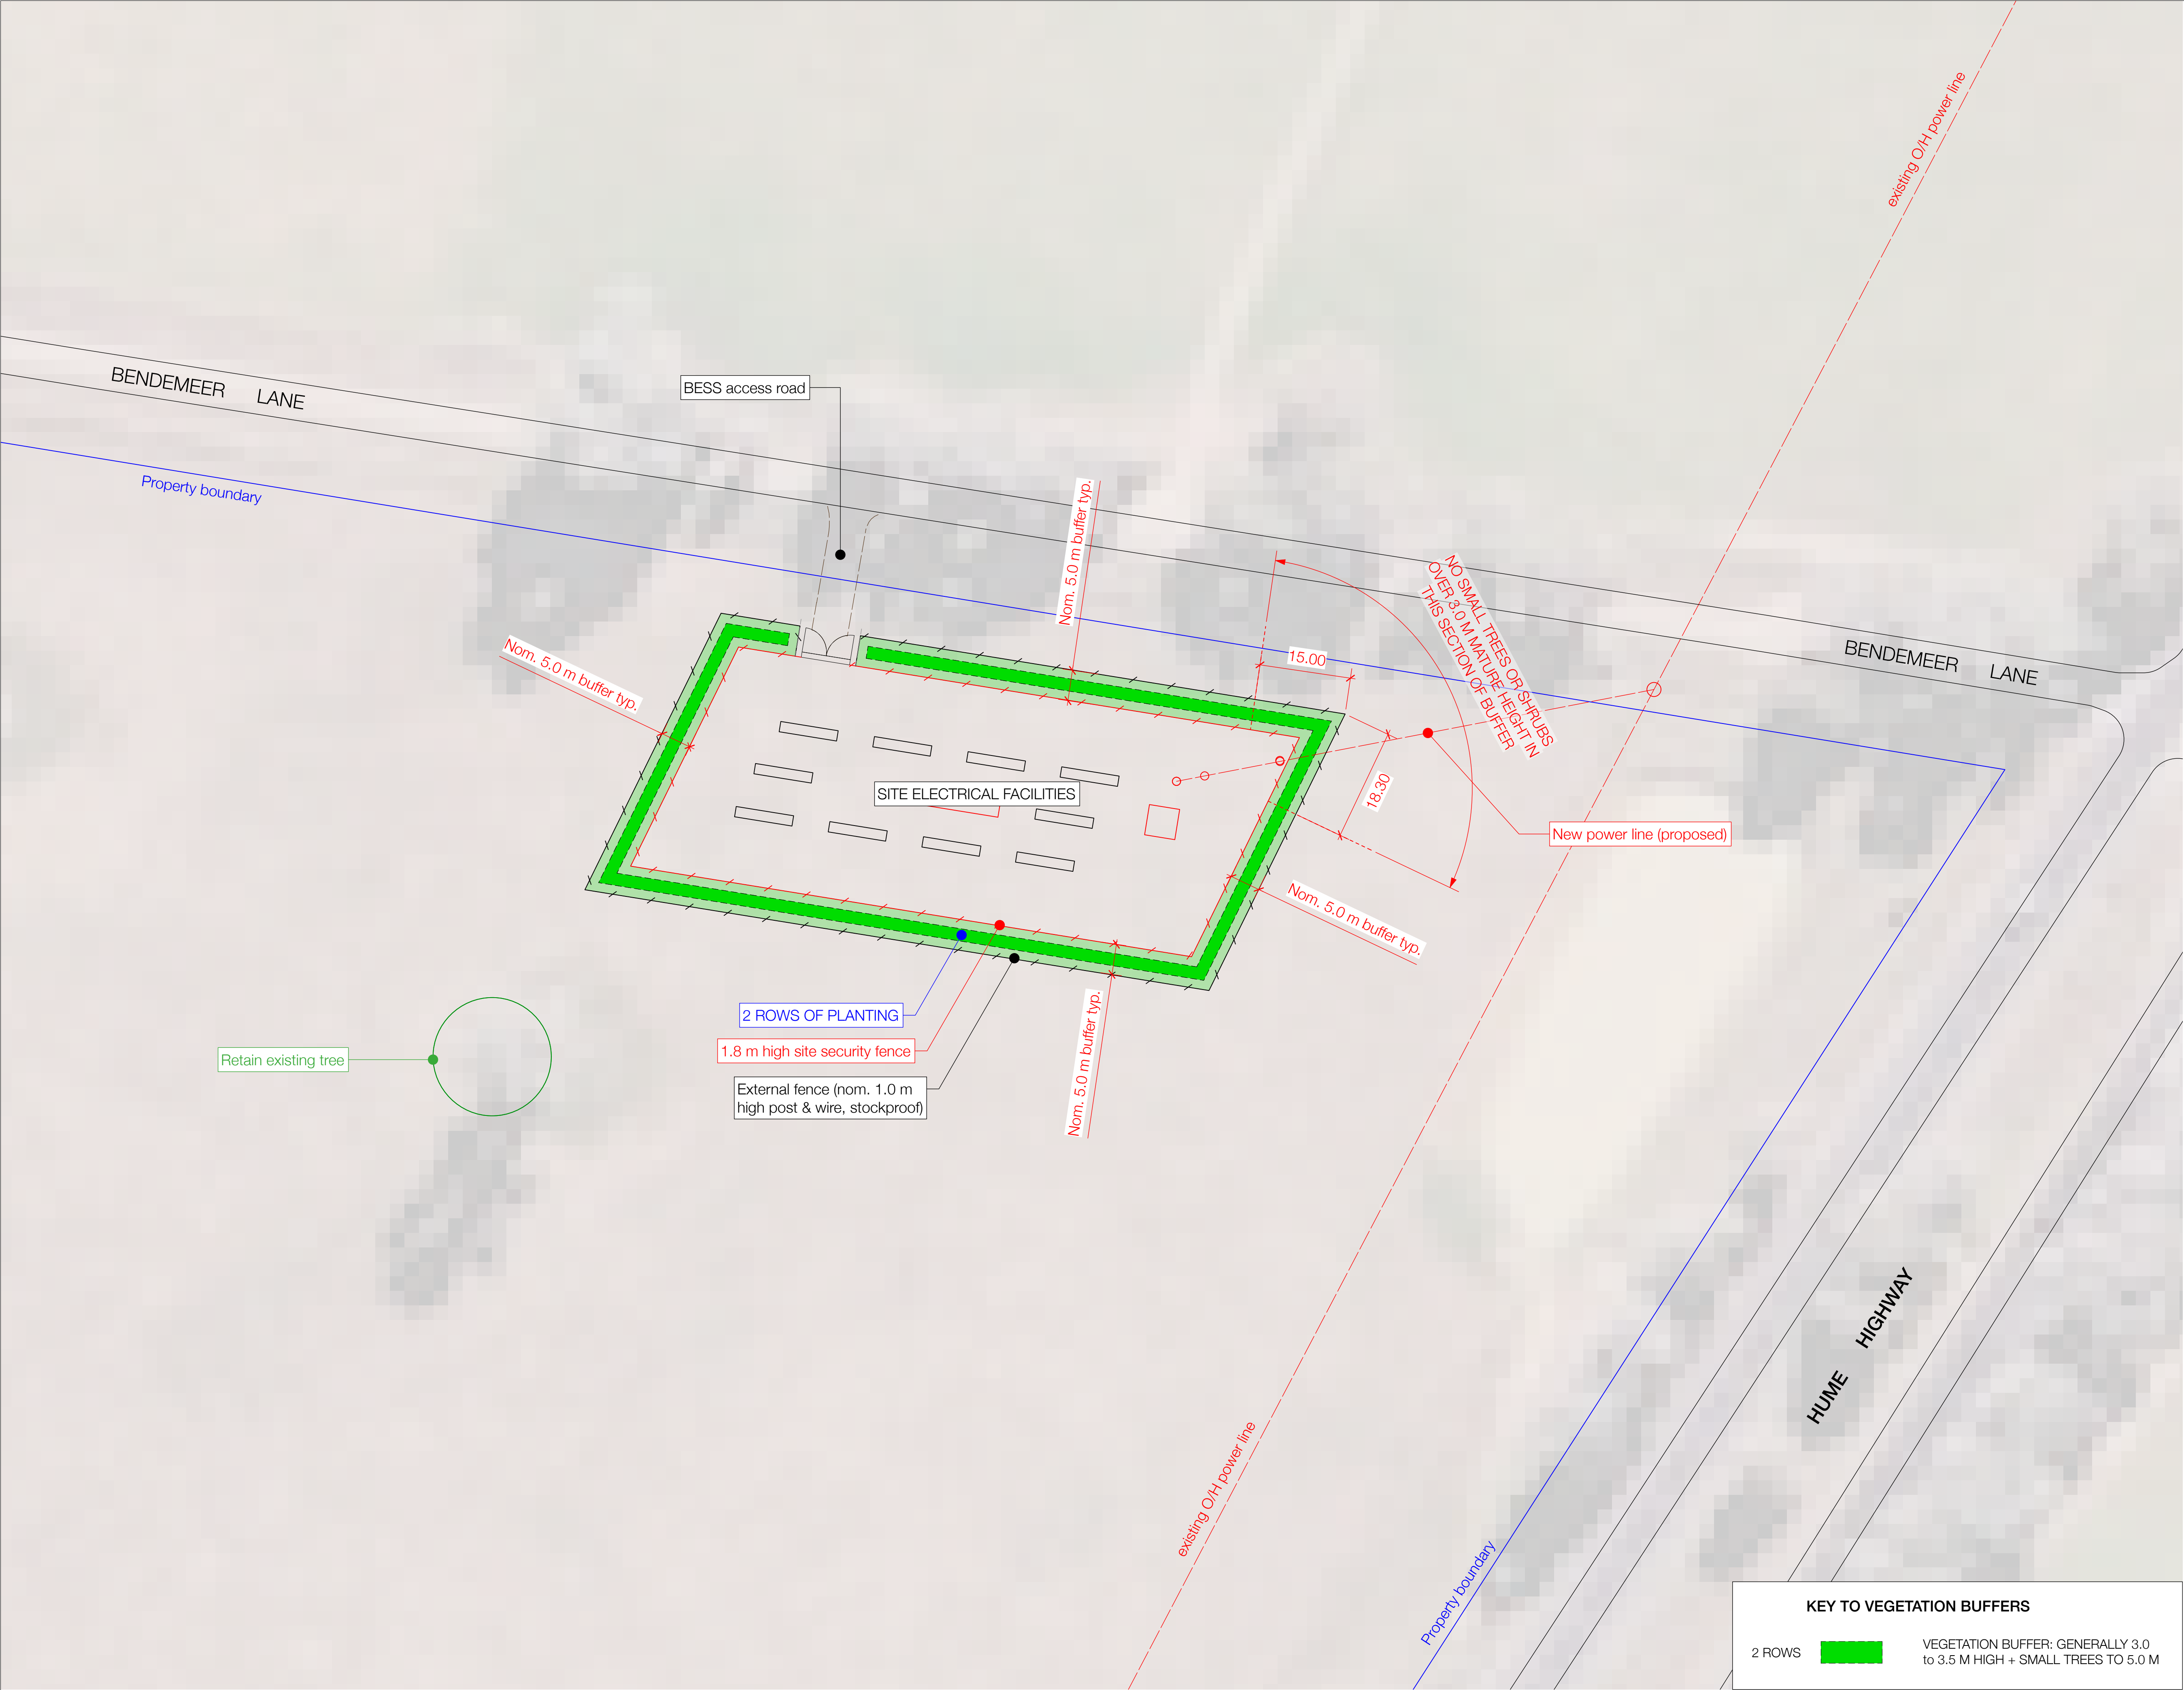 existing O/H power line
BENDEMEER LANE
BESS access road
Property boundary
Nom. 5.0 m buffer typ.
NO SMALL TREES OR SHRUBS
OVER 3.0 M MATURE HEIGHT IN
THIS SECTION OF BUFFER
Nom. 5.0 m buffer typ.
15.00
BENDEMEER LANE
SITE ELECTRICAL FACILITIES
18.30
New power line (proposed)
Nom. 5.0 m buffer typ.
2 ROWS OF PLANTING
1.8 m high site security fence
Retain existing tree
External fence (nom. 1.0 m
high post & wire, stockproof)
Nom. 5.0 m buffer typ.
HUME HIGHWAY
existing O/H power line
Property boundary
KEY TO VEGETATION BUFFERS
2 ROWS
VEGETATION BUFFER: GENERALLY 3.0
to 3.5 M HIGH + SMALL TREES TO 5.0 M